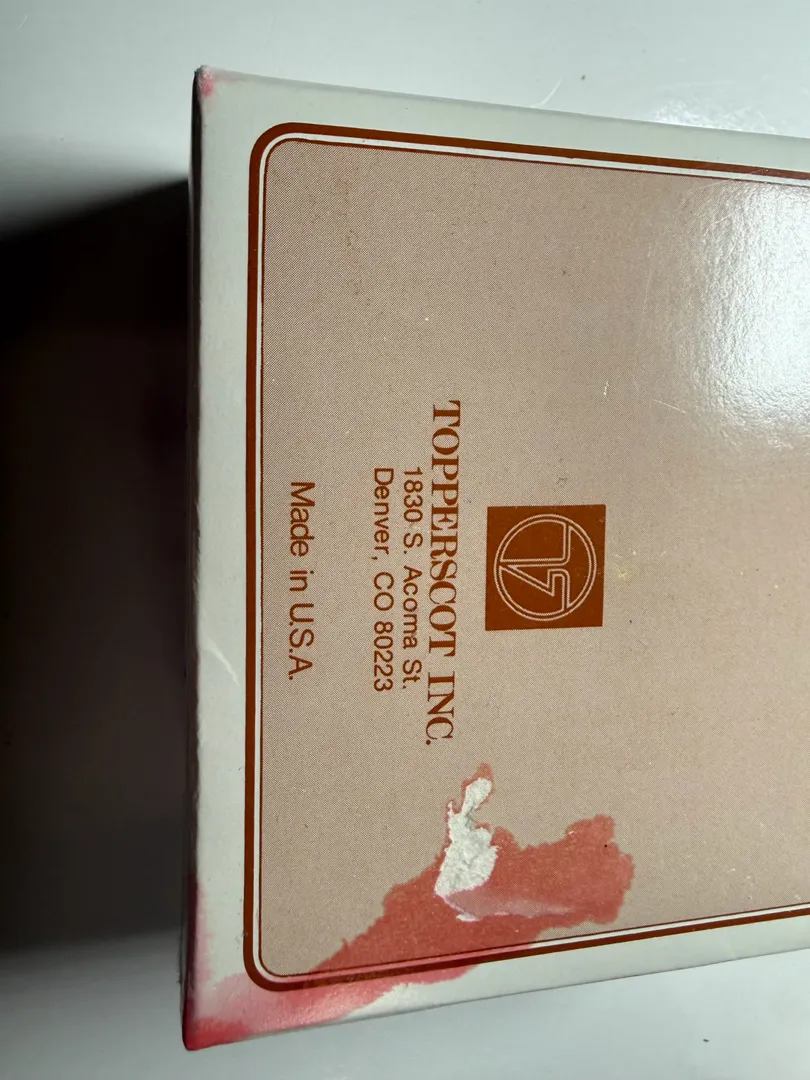 TOPPERSCOT INC.
1830 S. Acoma St.
Denver, CO 80223
Made in U.S.A.